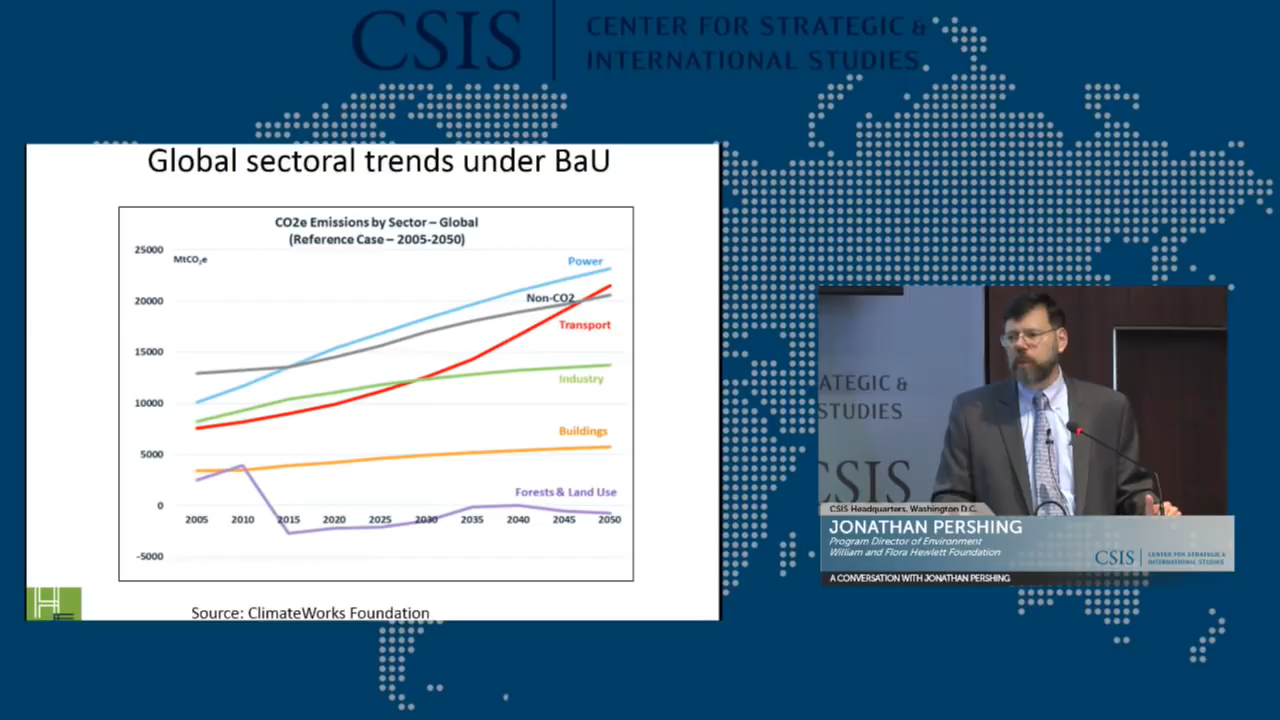 CSIS
CENTER FOR STRATEGIC &
INTERNATIONAL STUDIES
Global sectoral trends under BaU
CO2e Emissions by Sector – Global
(Reference Case – 2005-2050)
25000
MtCO₂e
Power
20000
Non-CO2
Transport
15000
Industry
10000
Buildings
5000
Forests & Land Use
0
2005 2010 2015 2020 2025 2030 2035 2040 2045 2050
-5000
H
Source: ClimateWorks Foundation
ATEGIC &
STUDIES
CSIS
CSIS Headquarters, Washington D.C.
JONATHAN PERSHING
Program Director of Environment
William and Flora Hewlett Foundation
CSIS
CENTER FOR STRATEGIC &
INTERNATIONAL STUDIES
A CONVERSATION WITH JONATHAN PERSHING